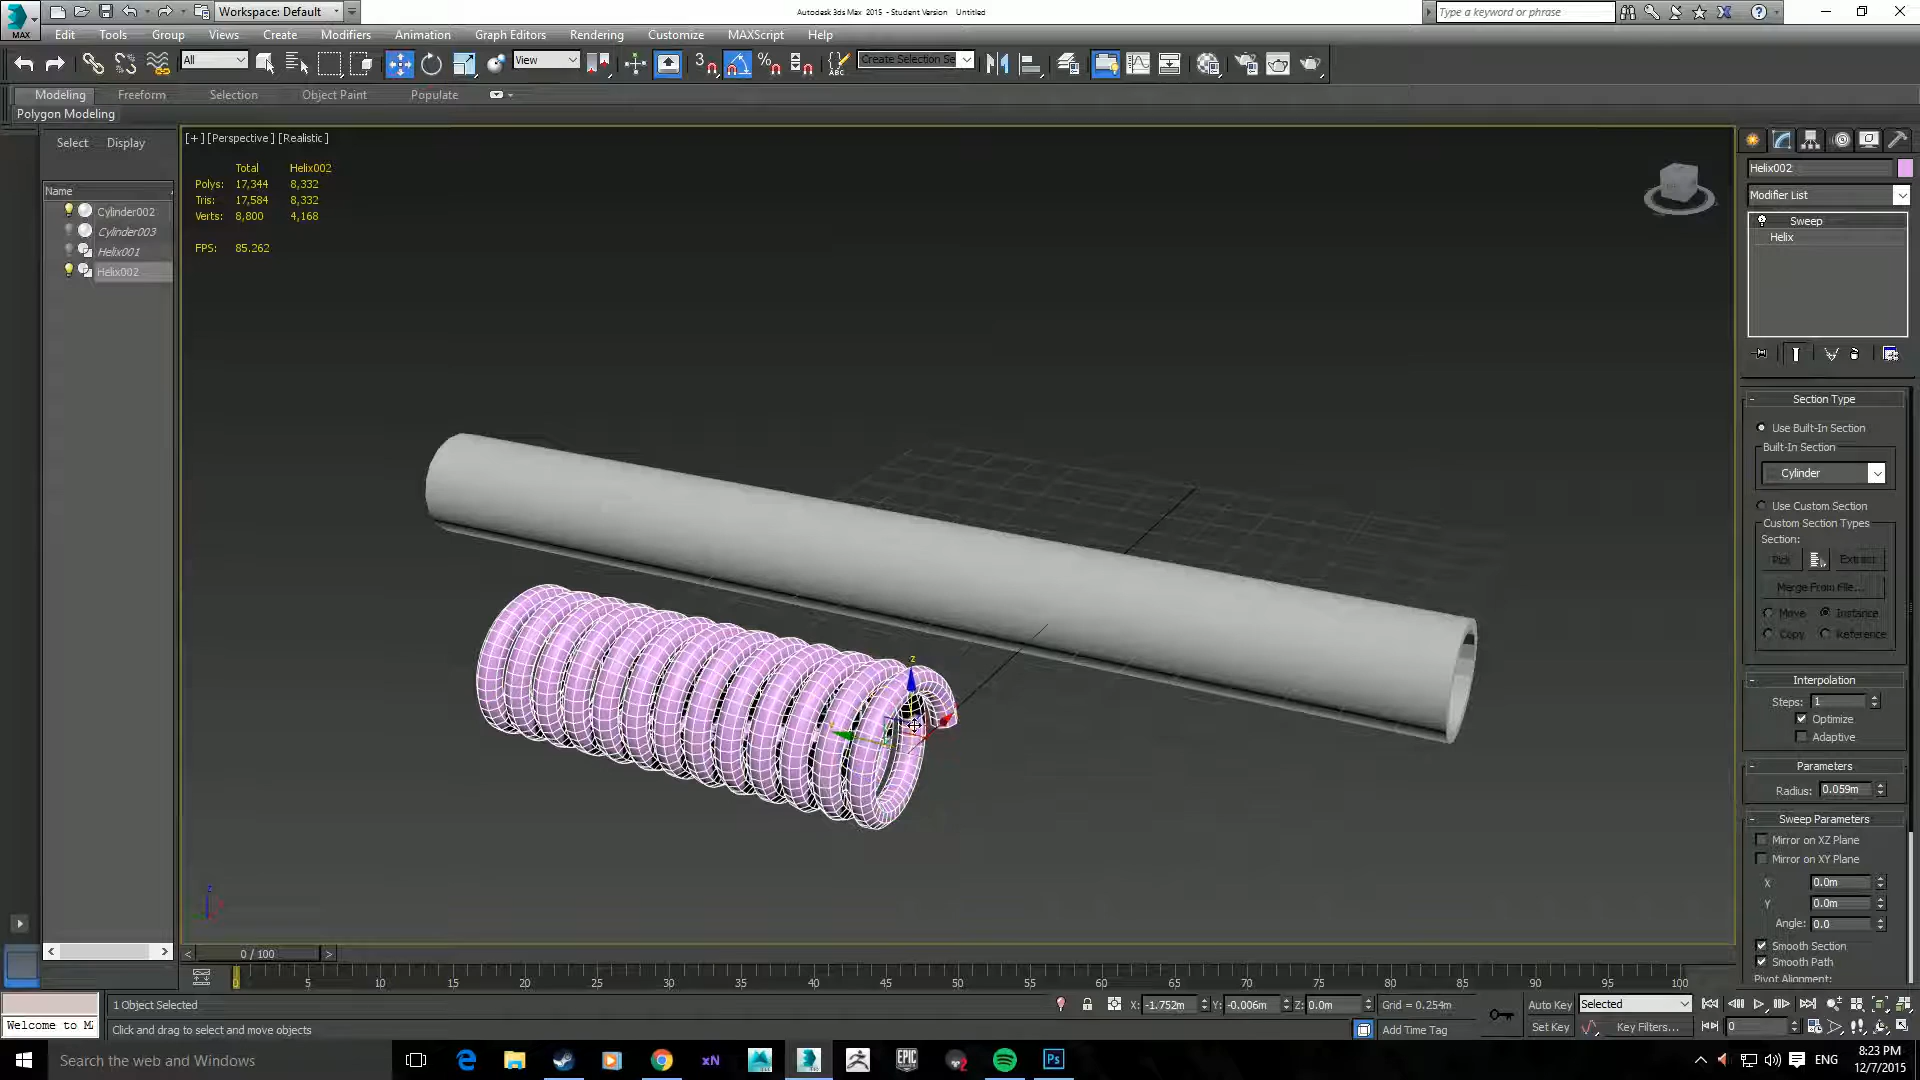 MAX
Workspace: Default
Autodesk 3ds Max 2015 - Student Version Untitled
Type a keyword or phrase
Edit Tools Group Views Create Modifiers Animation Graph Editors Rendering Customize MAXScript Help
All
View
3
%
ABC
Create Selection Se
Modeling Freeform Selection Object Paint Populate
Polygon Modeling
Select Display
Name
Cylinder002
Cylinder003
Helix001
Helix002
[+] [Perspective] [Realistic]
Total Helix002
Polys: 17,344 8,332
Tris: 17,584 8,332
Verts: 8,800 4,168
FPS: 85.262
z
z
Helix002
Modifier List
Sweep
Helix
- Section Type
Use Built-In Section
Built-In Section
Cylinder
Use Custom Section
Custom Section Types
Section:
Pick Extract
Merge From File...
Move Instance
Copy Reference
- Interpolation
Steps: 1
Optimize
Adaptive
- Parameters
Radius: 0.059m
- Sweep Parameters
Mirror on XZ Plane
Mirror on XY Plane
X 0.0m
Y 0.0m
Angle: 0.0
Smooth Section
Smooth Path
Pivot Alignment:
< 0 / 100 >
0 5 10 15 20 25 30 35 40 45 50 55 60 65 70 75 80 85 90 95 100
1 Object Selected
X: -1.752m Y: -0.006m Z: 0.0m Grid = 0.254m
Auto Key Selected
Welcome to M
Click and drag to select and move objects
Add Time Tag
Set Key Key Filters...
0
Search the web and Windows
xN
EPIC
Ps
ENG
8:23 PM
12/7/2015